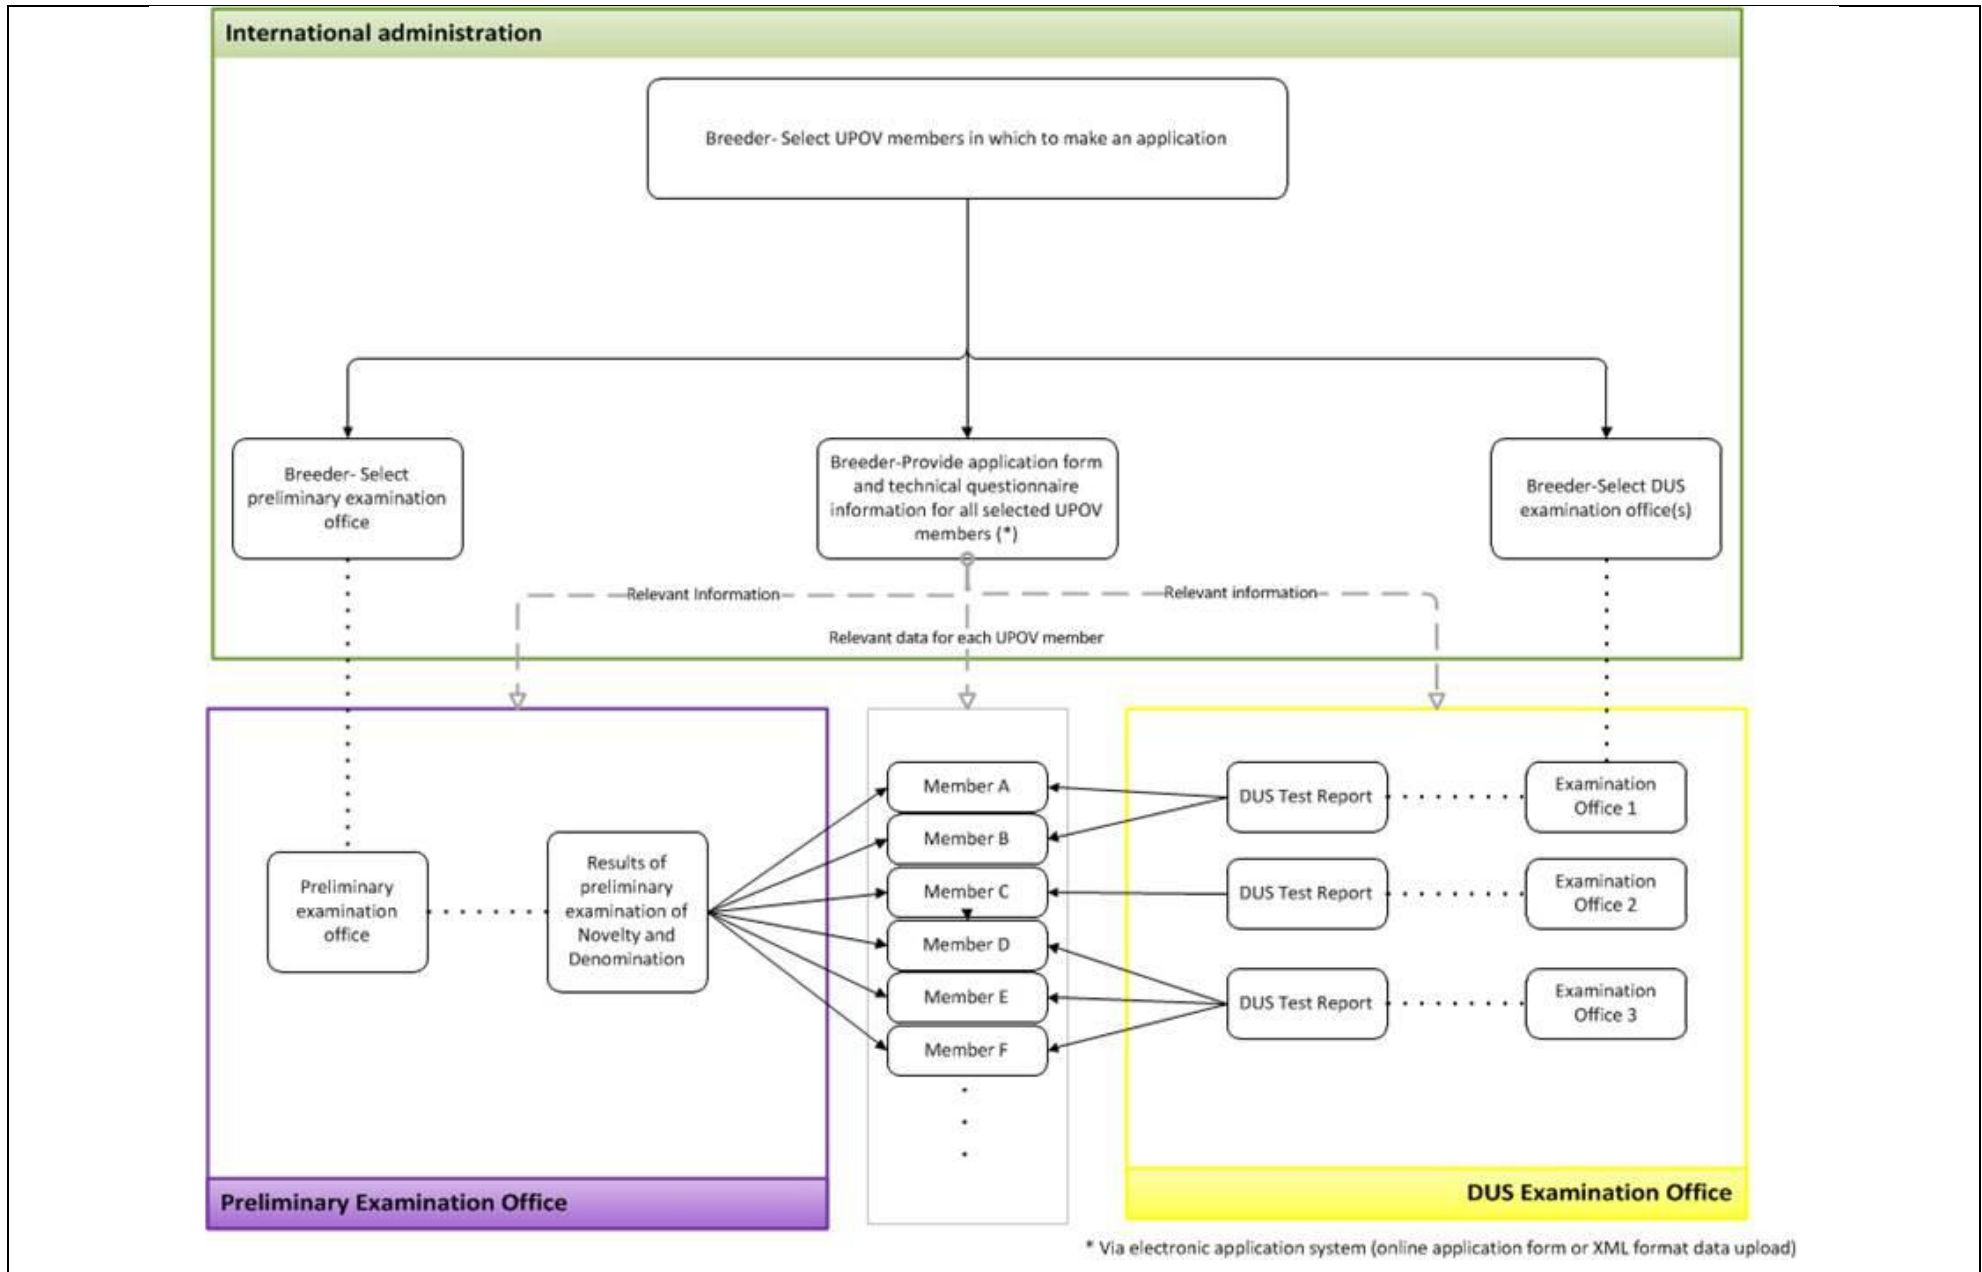 International administration
Breeder- Select UPOV members in which to make an application
Breeder- Select
preliminary examination
office
Breeder-Provide application form
and technical questionnaire
information for all selected UPOV
members (*)
Breeder-Select DUS
examination office(s)
Relevant Information
Relevant information
Relevant data for each UPOV member
Preliminary
examination
office
Results of
preliminary
examination of
Novelty and
Denomination
Member A
Member B
Member C
Member D
Member E
Member F
DUS Test Report
Examination
Office 1
DUS Test Report
Examination
Office 2
DUS Test Report
Examination
Office 3
Preliminary Examination Office
DUS Examination Office
* Via electronic application system (online application form or XML format data upload)